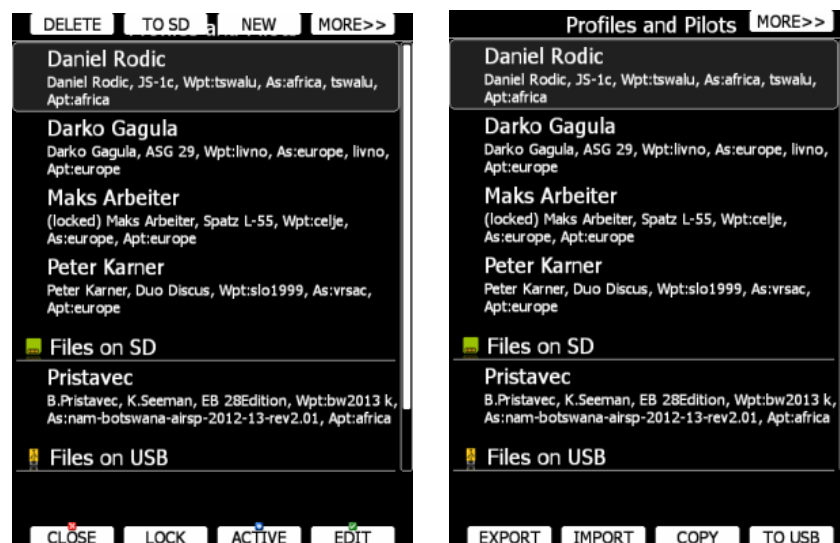 DELETE TO SD NEW MORE>>
Daniel Rodic
Daniel Rodic, JS-1c, Wpt:tswalu, As:africa, tswalu,
Apt:africa
Darko Gagula
Darko Gagula, ASG 29, Wpt:livno, As:europe, livno,
Apt:europe
Maks Arbeiter
(locked) Maks Arbeiter, Spatz L-55, Wpt:celje,
As:europe, Apt:europe
Peter Karner
Peter Karner, Duo Discus, Wpt:slo1999, As:vrsac,
Apt:europe
Files on SD
Pristavec
B.Pristavec, K.Seeman, EB 28Edition, Wpt:bw2013 k,
As:nam-botswana-airsp-2012-13-rev2.01, Apt:africa
Files on USB
CLOSE LOCK ACTIVE EDIT
Profiles and Pilots MORE>>
Daniel Rodic
Daniel Rodic, JS-1c, Wpt:tswalu, As:africa, tswalu,
Apt:africa
Darko Gagula
Darko Gagula, ASG 29, Wpt:livno, As:europe, livno,
Apt:europe
Maks Arbeiter
(locked) Maks Arbeiter, Spatz L-55, Wpt:celje,
As:europe, Apt:europe
Peter Karner
Peter Karner, Duo Discus, Wpt:slo1999, As:vrsac,
Apt:europe
Files on SD
Pristavec
B.Pristavec, K.Seeman, EB 28Edition, Wpt:bw2013 k,
As:nam-botswana-airsp-2012-13-rev2.01, Apt:africa
Files on USB
EXPORT IMPORT COPY TO USB